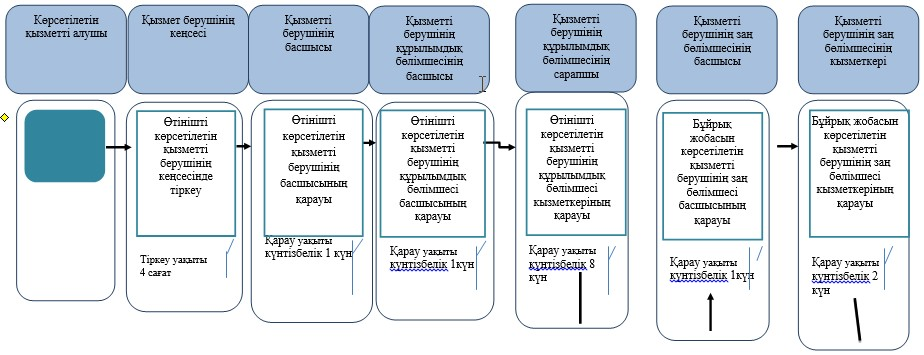 Көрсетілетін
қызметті алушы
Қызмет берушінің
кеңсесі
Қызметті
берушінің
басшысы
Қызметті
берушінің
құрылымдық
бөлімшесінің
басшысы
Қызметті
берушінің
құрылымдық
бөлімшесінің
сарапшы
Қызметті
берушінің заң
бөлімшесінің
басшысы
Қызметті
берушінің заң
бөлімшесінің
кызметкері
Өтінішті
көрсетілетін
қызметті
берушінің
кеңсесінде
тіркеу
Тіркеу уақыты
4 сағат
Өтінішті
көрсетілетін
қызметті
берушінің
басшысының
қарауы
Қарау уақыты
күнтізбелік 1 күн
Өтінішті
көрсетілетін
қызметті
берушінің
құрылымдық
бөлімшесі
басшысының
қарауы
Қарау уақыты
күнтізбелік 1күн
Өтінішті
көрсетілетін
қызметті
берушінің
құрылымдық
бөлімшесі
кызметкерінің
қарауы
Қарау уақыты
күнтізбелік 8
күн
Бұйрық
жобасын
көрсетілетін
қызметті
берушінің заң
бөлімшесі
басшысының
қарауы
Қарау уақыты
күнтізбелік 1күн
Бұйрық жобасын
көрсетілетін
қызметті
берушінің заң
бөлімшесі
кызметкеріның
қарауы
Қарау уақыты
күнтізбелік 2
күн